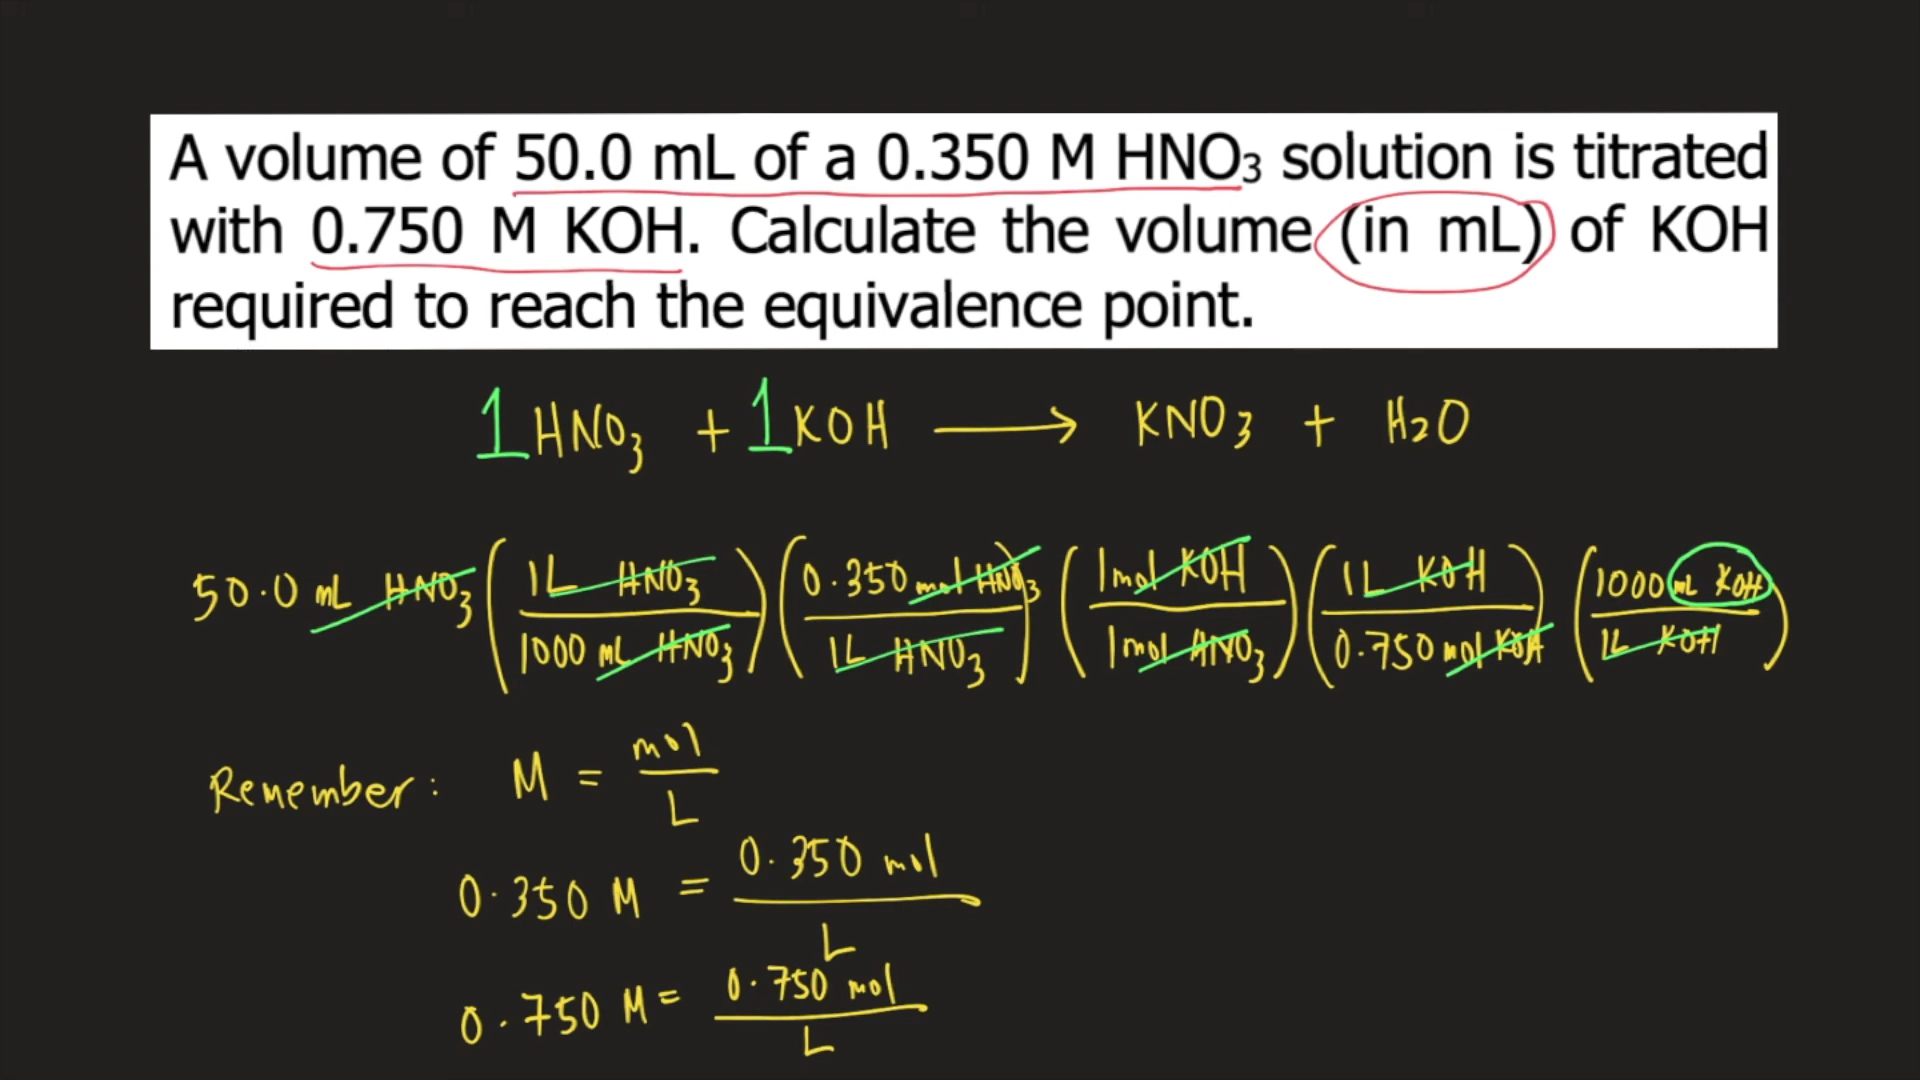 A volume of 50.0 mL of a 0.350 M HNO₃ solution is titrated
with 0.750 M KOH. Calculate the volume (in mL) of KOH
required to reach the equivalence point.
1 HNO₃ + 1 KOH ⟶ KNO₃ + H₂O
50.0 mL HNO₃ (1L HNO₃ / 1000 mL HNO₃) (0.350 mol HNO₃ / 1L HNO₃) (1mol KOH / 1mol HNO₃) (1L KOH / 0.750 mol KOH) (1000 mL KOH / 1L KOH)
Remember: M = mol / L
0.350 M = 0.350 mol / L
0.750 M = 0.750 mol / L